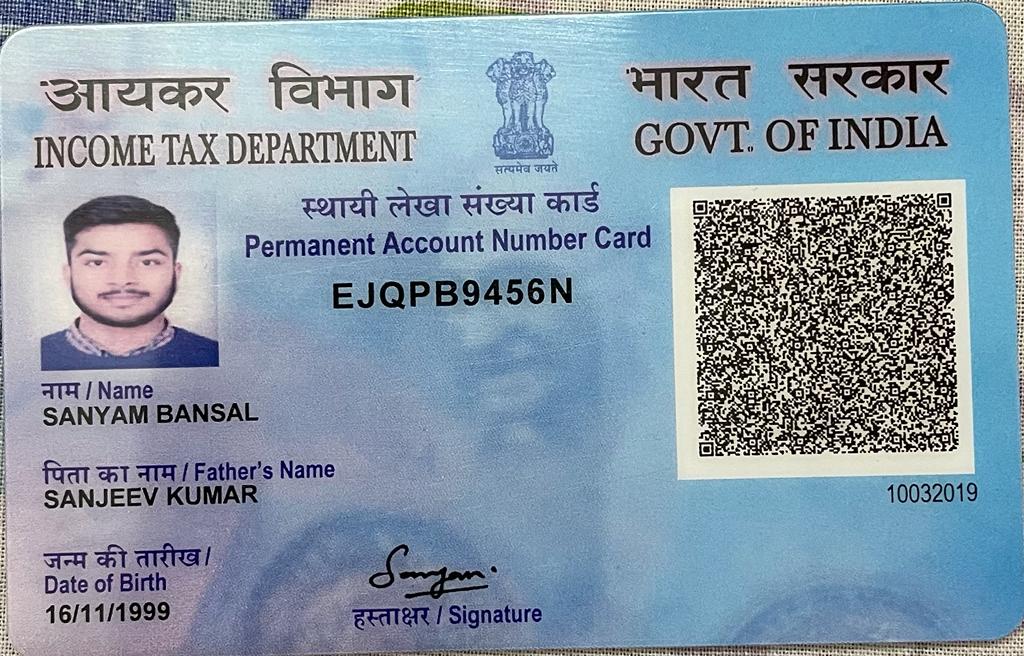 आयकर विभाग
INCOME TAX DEPARTMENT
सत्यमेव जयते
भारत सरकार
GOVT. OF INDIA
स्थायी लेखा संख्या कार्ड
Permanent Account Number Card
EJQPB9456N
नाम / Name
SANYAM BANSAL
पिता का नाम / Father's Name
SANJEEV KUMAR
जन्म की तारीख /
Date of Birth
16/11/1999
Sanyam.
हस्ताक्षर / Signature
10032019